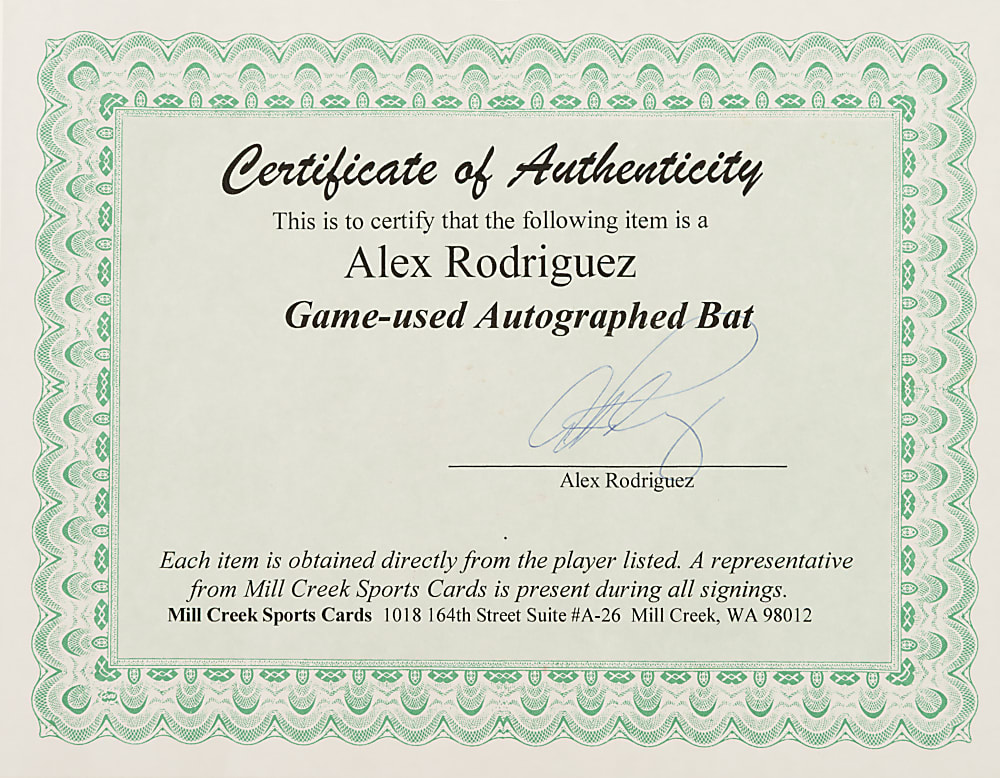 Certificate of Authenticity
This is to certify that the following item is a
Alex Rodriguez
Game-used Autographed Bat
Alex Rodriguez
Each item is obtained directly from the player listed. A representative
from Mill Creek Sports Cards is present during all signings.
Mill Creek Sports Cards 1018 164th Street Suite #A-26 Mill Creek, WA 98012